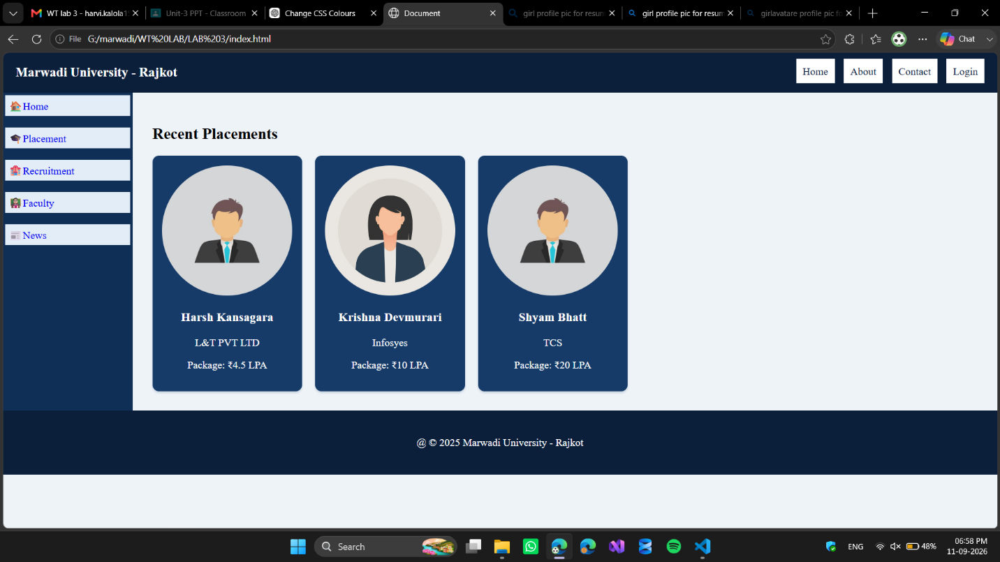 WT lab 3 - harvi.kalola1
Unit-3 PPT - Classroom
Change CSS Colours
Document
girl profile pic for resum
girl profile pic for resum
girlavatare profile pic fo
File G:/marwadi/WT%20LAB/LAB%203/index.html
Chat
Marwadi University - Rajkot
Home About Contact Login
Home
Placement
Recruitment
Faculty
News
Recent Placements
Harsh Kansagara
L&T PVT LTD
Package: ₹4.5 LPA
Krishna Devmurari
Infosyes
Package: ₹10 LPA
Shyam Bhatt
TCS
Package: ₹20 LPA
@ © 2025 Marwadi University - Rajkot
Search
ENG
48%
06:58 PM
11-09-2026